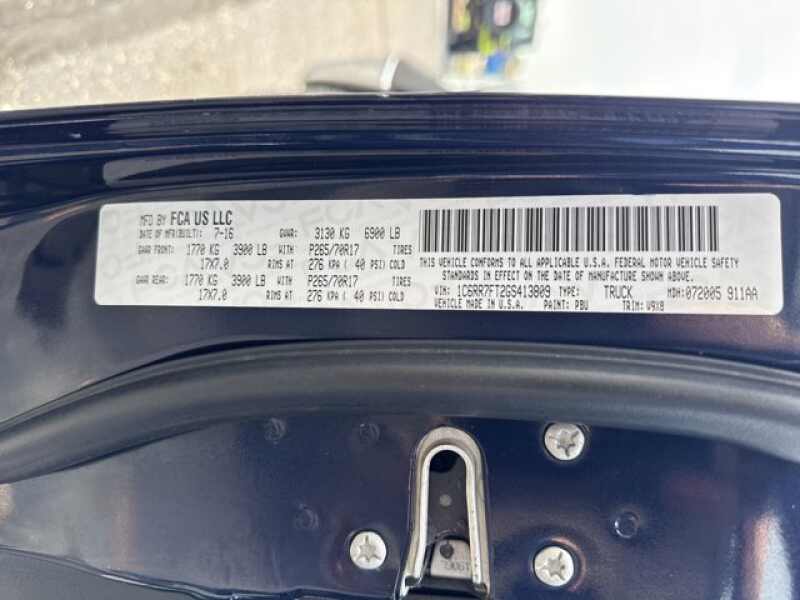 MFD BY FCA US LLC
DATE OF MFR(BUILT): 7-16 GVWR: 3130 KG 6900 LB
GAWR FRONT: 1770 KG 3900 LB WITH P265/70R17 TIRES
17X7.0 RIMS AT 276 KPA ( 40 PSI) COLD
GAWR REAR: 1770 KG 3900 LB WITH P265/70R17 TIRES
17X7.0 RIMS AT 276 KPA ( 40 PSI) COLD
THIS VEHICLE CONFORMS TO ALL APPLICABLE U.S.A. FEDERAL MOTOR VEHICLE SAFETY
STANDARDS IN EFFECT ON THE DATE OF MANUFACTURE SHOWN ABOVE.
VIN: 1C6RR7FT2GS413809 TYPE: TRUCK MDH: 072005 911AA
VEHICLE MADE IN U.S.A. PAINT: PBU TRIM: V9X8